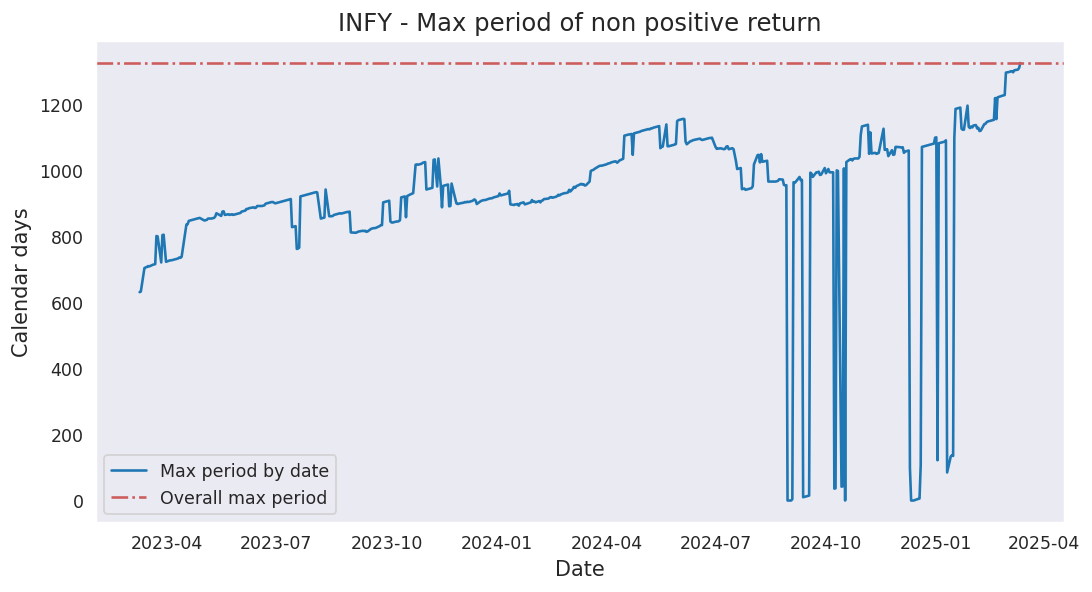 INFY - Max period of non positive return
Calendar days
1200
1000
800
600
400
200
0
Max period by date
Overall max period
2023-04 2023-07 2023-10 2024-01 2024-04 2024-07 2024-10 2025-01 2025-04
Date